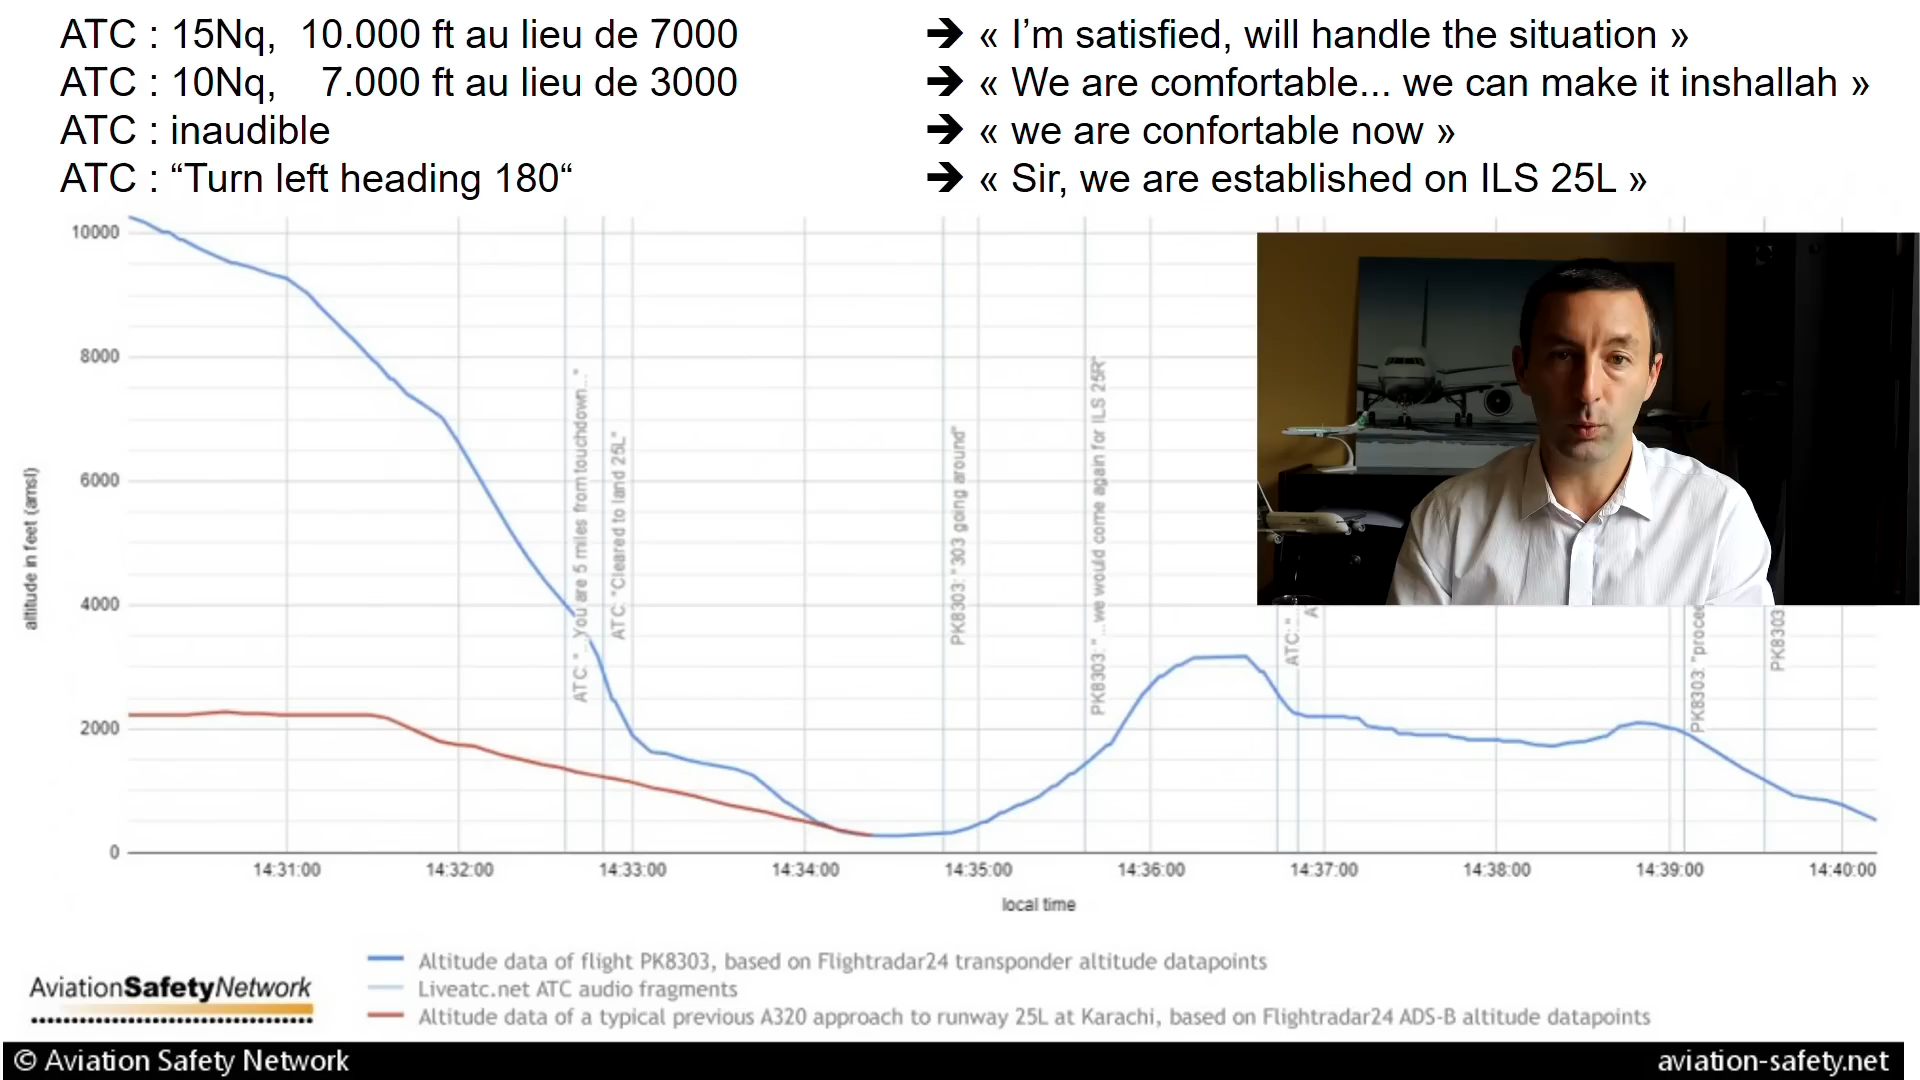 ATC : 15Nq, 10.000 ft au lieu de 7000 ➔ « I'm satisfied, will handle the situation »
ATC : 10Nq, 7.000 ft au lieu de 3000 ➔ « We are comfortable... we can make it inshallah »
ATC : inaudible ➔ « we are confortable now »
ATC : “Turn left heading 180“ ➔ « Sir, we are established on ILS 25L »
altitude in feet (amsl)
10000
8000
6000
4000
2000
0
ATC: "...You are 5 miles from touchdown..."
ATC: "Cleared to land 25L"
PK8303: "303 going around"
PK8303: "...we would come again for ILS 25R"
ATC: "
A
PK8303: "procee
PK8303
14:31:00 14:32:00 14:33:00 14:34:00 14:35:00 14:36:00 14:37:00 14:38:00 14:39:00 14:40:00
local time
AviationSafetyNetwork
Altitude data of flight PK8303, based on Flightradar24 transponder altitude datapoints
Liveatc.net ATC audio fragments
Altitude data of a typical previous A320 approach to runway 25L at Karachi, based on Flightradar24 ADS-B altitude datapoints
© Aviation Safety Network aviation-safety.net